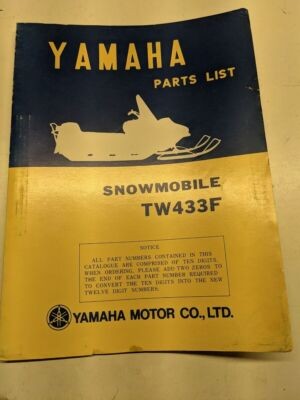 YAMAHA
PARTS LIST
SNOWMOBILE
TW433F
NOTICE
ALL PART NUMBERS CONTAINED IN THIS
CATALOGUE ARE COMPRISED OF TEN DIGITS.
WHEN ORDERING, PLEASE ADD TWO ZEROS TO
THE END OF EACH PART NUMBER REQUIRED
TO CONVERT THE TEN DIGITS INTO THE NEW
TWELVE DIGIT NUMBERS.
YAMAHA MOTOR CO., LTD.